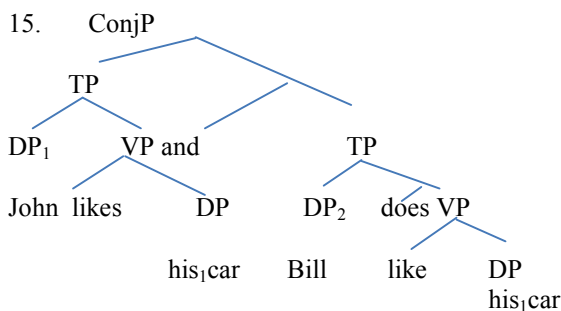 15. ConjP
TP
DP₁ VP and TP
John likes DP DP₂ does VP
his₁car Bill like DP
his₁car